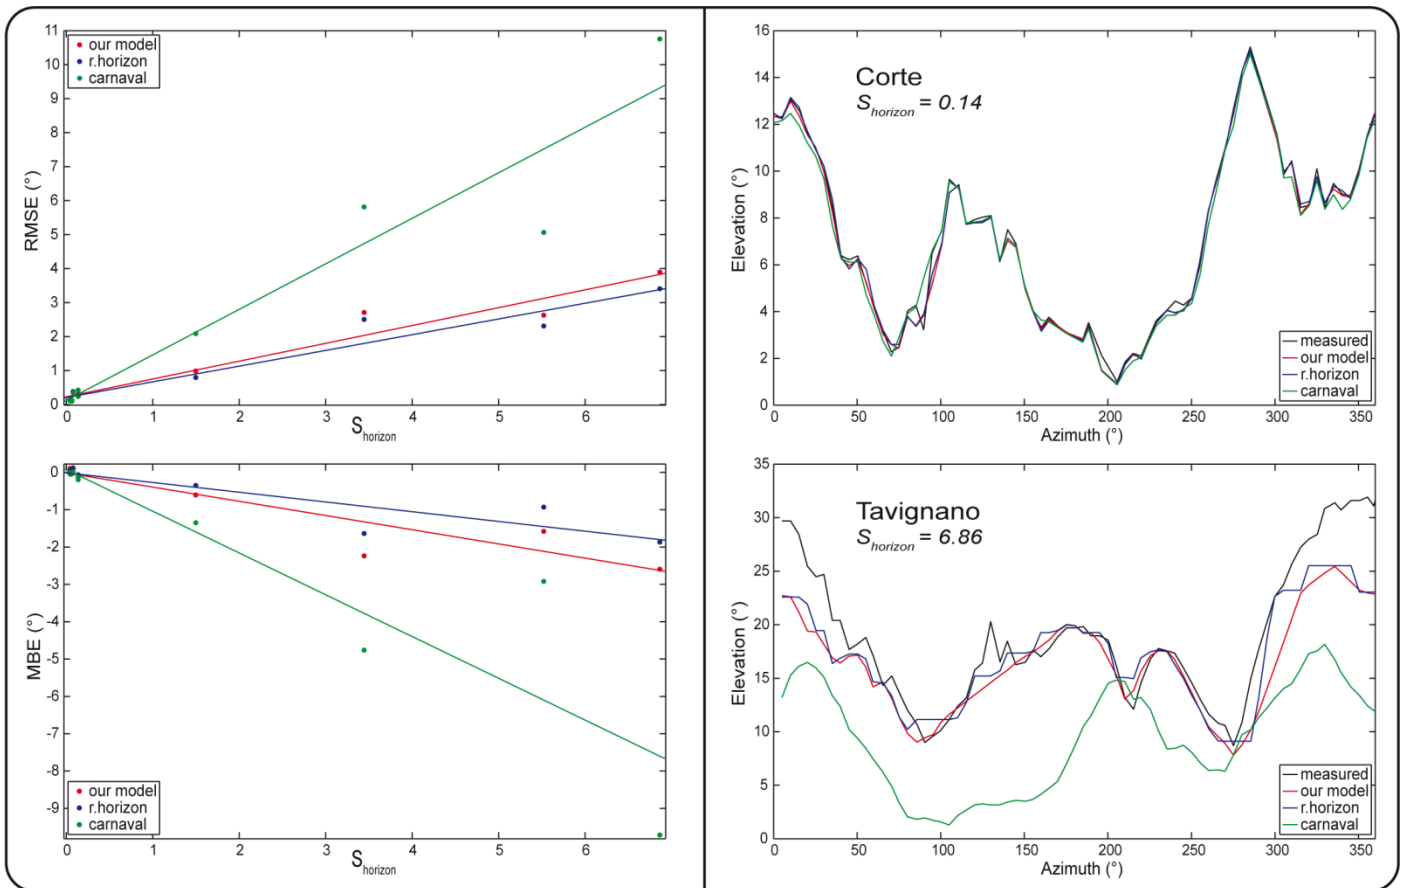 11
10
9
8
7
6
5
4
3
2
1
0
RMSE (°)
our model
r.horizon
carnaval
0 1 2 3 4 5 6
S horizon
0
-1
-2
-3
-4
-5
-6
-7
-8
-9
MBE (°)
our model
r.horizon
carnaval
0 1 2 3 4 5 6
S horizon
16
14
12
10
8
6
4
2
0
Elevation (°)
Corte
S horizon = 0.14
measured
our model
r.horizon
carnaval
0 50 100 150 200 250 300 350
Azimuth (°)
35
30
25
20
15
10
5
0
Elevation (°)
Tavignano
S horizon = 6.86
measured
our model
r.horizon
carnaval
0 50 100 150 200 250 300 350
Azimuth (°)